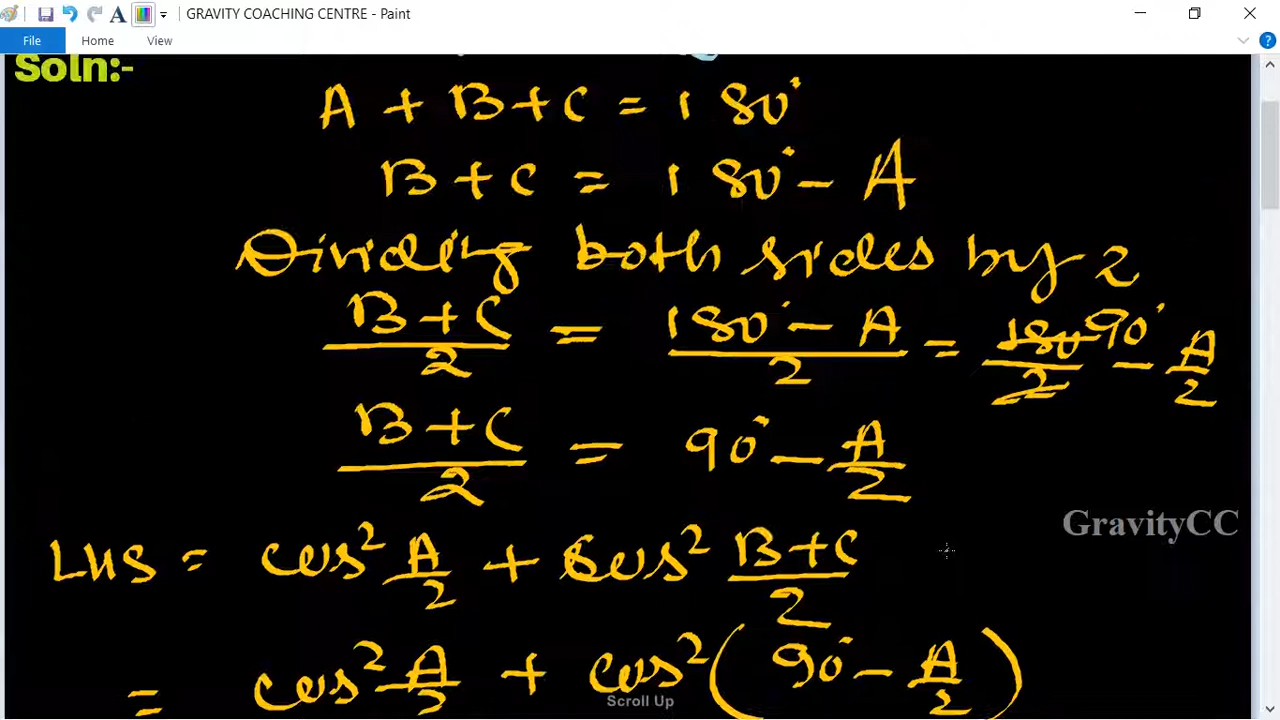 GRAVITY COACHING CENTRE - Paint
File Home View
Soln:-
A + B + C = 180°
B + C = 180° - A
Dividing both sides by 2
B+C/2 = 180° - A/2 = 180/2 90° - A/2
B+C/2 = 90° - A/2
GravityCC
LHS = cos² A/2 + cos² B+C/2
= cos² A/2 + cos² (90° - A/2)
Scroll Up